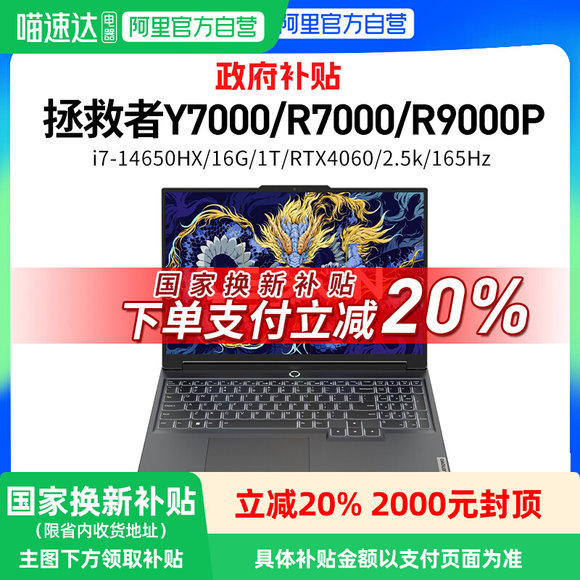 喵速达电器 阿里官方自营 阿里官方自营
政府补贴
拯救者Y7000/R7000/R9000P
i7-14650HX/16G/1T/RTX4060/2.5k/165Hz
国家换新补贴
下单支付立减20%
国家换新补贴
(限省内收货地址)
主图下方领取补贴
立减20% 2000元封顶
具体补贴金额以支付页面为准